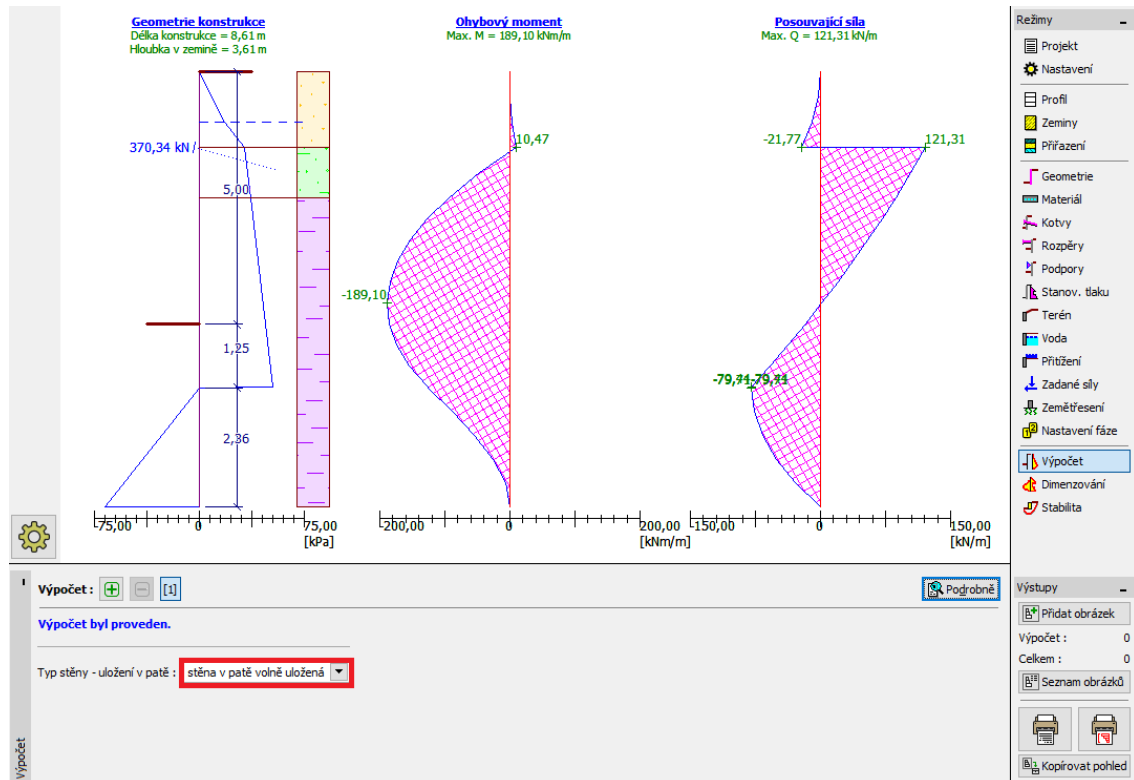 Geometrie konstrukce
Délka konstrukce = 8,61 m
Hloubka v zemině = 3,61 m
370,34 kN /
5,00
1,25
2,36
75,00 0 75,00
[kPa]
Ohybový moment
Max. M = 189,10 kNm/m
10,47
-189,10
-200,00 0 200,00
[kNm/m]
Posouvající síla
Max. Q = 121,31 kN/m
-21,77 121,31
-79,71
-150,00 0 150,00
[kN/m]
Režimy
Projekt
Nastavení
Profil
Zeminy
Přiřazení
Geometrie
Materiál
Kotvy
Rozpěry
Podpory
Stanov. tlaku
Terén
Voda
Přitížení
Zadané síly
Zemětřesení
Nastavení fáze
Výpočet
Dimenzování
Stabilita
Výpočet
Výpočet : [1] Podrobně
Výpočet byl proveden.
Typ stěny - uložení v patě : stěna v patě volně uložená
Výstupy
Přidat obrázek
Výpočet : 0
Celkem : 0
Seznam obrázků
Kopírovat pohled